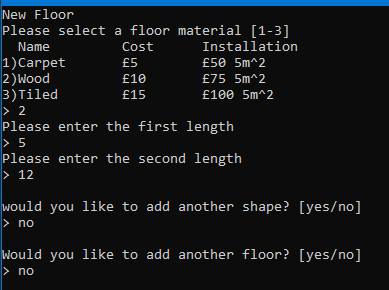 New Floor
Please select a floor material [1-3]
  Name         Cost      Installation
1)Carpet       £5        £50 5m^2
2)Wood         £10       £75 5m^2
3)Tiled        £15       £100 5m^2
> 2
Please enter the first length
> 5
Please enter the second length
> 12
would you like to add another shape? [yes/no]
> no
Would you like to add another floor? [yes/no]
> no